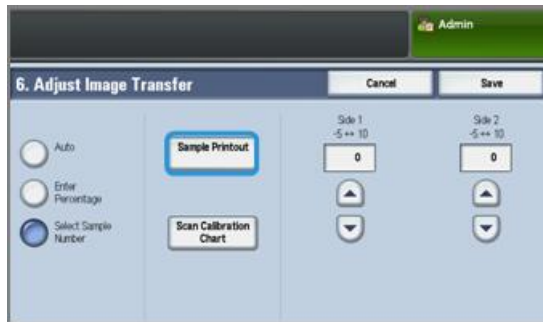 Admin
6. Adjust Image Transfer
Cancel
Save
Auto
Enter
Percentage
Select Sample
Number
Sample Printout
Scan Calibration
Chart
Side 1
-5 ↔ 10
0
Side 2
-5 ↔ 10
0